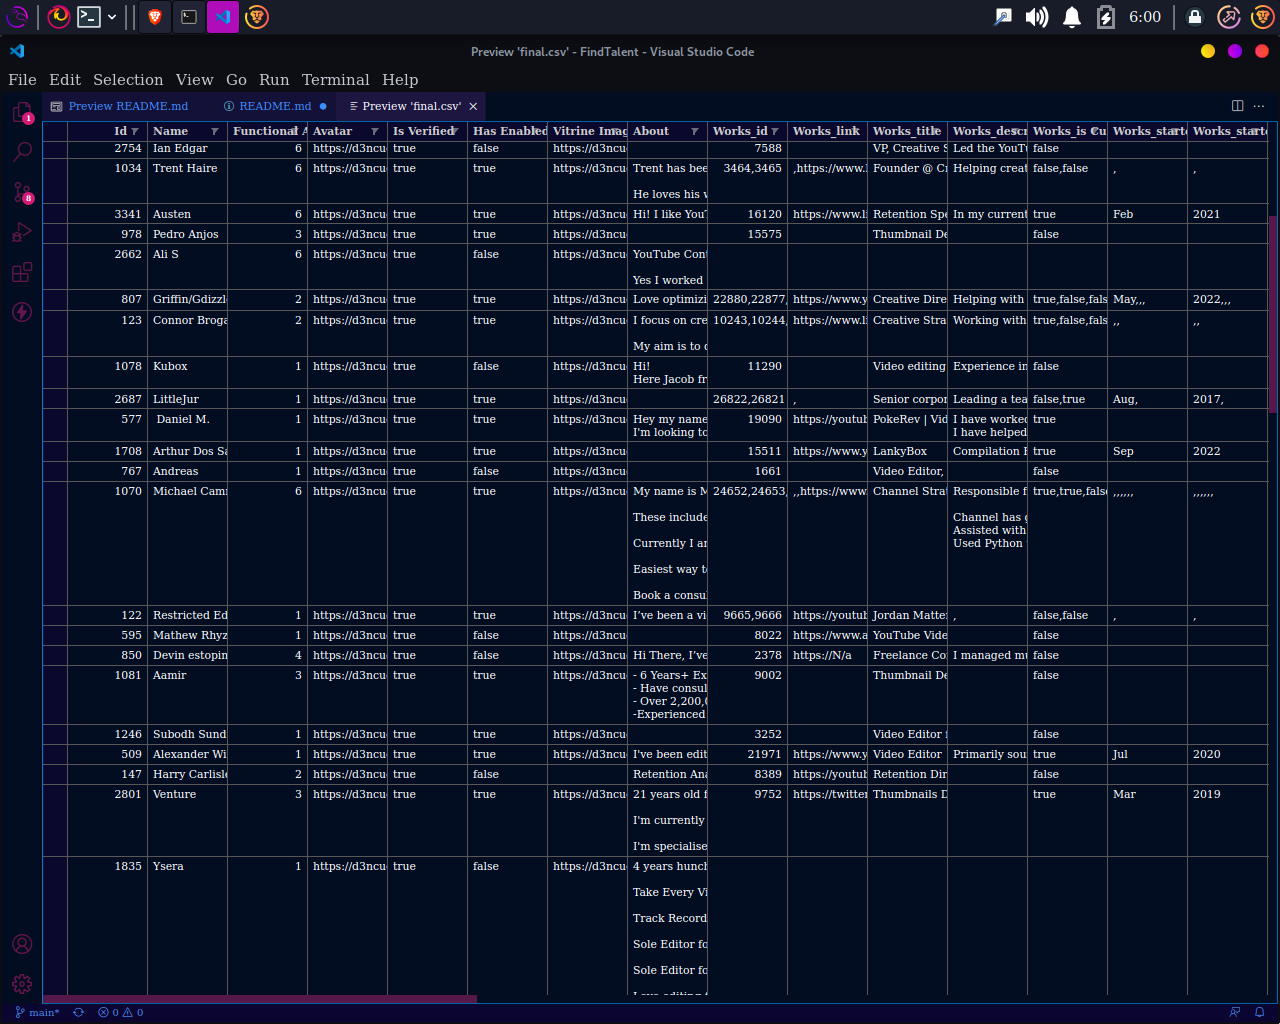 6:00
Preview 'final.csv' - FindTalent - Visual Studio Code
File Edit Selection View Go Run Terminal Help
Preview README.md README.md Preview 'final.csv'
1
8
Id Name Functional A Avatar Is Verified Has Enabled Vitrine Imag About Works_id Works_link Works_title Works_descr Works_is Cu Works_starte Works_starte
2754 Ian Edgar 6 https://d3ncu true false https://d3ncu 7588 VP, Creative S Led the YouTu false
1034 Trent Haire 6 https://d3ncu true true https://d3ncu Trent has bee 3464,3465 ,https://www.l Founder @ Cr Helping creat false,false , ,
He loves his w
3341 Austen 6 https://d3ncu true true https://d3ncu Hi! I like YouT 16120 https://www.li Retention Spe In my current true Feb 2021
978 Pedro Anjos 3 https://d3ncu true true https://d3ncu 15575 Thumbnail De false
2662 Ali S 6 https://d3ncu true false https://d3ncu YouTube Cont
Yes I worked
807 Griffin/Gdizzle 2 https://d3ncu true true https://d3ncu Love optimizi 22880,22877, https://www.y Creative Dire Helping with true,false,fals May,,, 2022,,,
123 Connor Broga 2 https://d3ncu true true https://d3ncu I focus on cre 10243,10244, https://www.li Creative Stra Working with true,false,fals ,, ,,
My aim is to c
1078 Kubox 1 https://d3ncu true false https://d3ncu Hi! 11290 Video editing Experience in false
Here Jacob fr
2687 LittleJur 1 https://d3ncu true true https://d3ncu 26822,26821 , Senior corpor Leading a tea false,true Aug, 2017,
577 Daniel M. 1 https://d3ncu true true https://d3ncu Hey my name 19090 https://youtub PokeRev | Vid I have worked true
I'm looking to I have helped
1708 Arthur Dos Sa 1 https://d3ncu true true https://d3ncu 15511 https://www.y LankyBox Compilation E true Sep 2022
767 Andreas 1 https://d3ncu true false https://d3ncu 1661 Video Editor, false
1070 Michael Cami 6 https://d3ncu true true https://d3ncu My name is M 24652,24653, ,,https://www. Channel Strat Responsible f true,true,false ,,,,,, ,,,,,,
These include Channel has g
Assisted with
Currently I ar Used Python
Easiest way to
Book a consul
122 Restricted Ed 1 https://d3ncu true true https://d3ncu I’ve been a vi 9665,9666 https://youtub Jordan Matter , false,false , ,
595 Mathew Rhyz 1 https://d3ncu true false https://d3ncu 8022 https://www.a YouTube Vide false
850 Devin estopin 4 https://d3ncu true false https://d3ncu Hi There, I’ve 2378 https://N/a Freelance Co I managed mu false
1081 Aamir 3 https://d3ncu true true https://d3ncu - 6 Years+ Ex 9002 Thumbnail De false
- Have consul
- Over 2,200,0
-Experienced
1246 Subodh Sund 1 https://d3ncu true true https://d3ncu 3252 Video Editor f false
509 Alexander Wi 1 https://d3ncu true true https://d3ncu I've been edit 21971 https://www.y Video Editor Primarily sou true Jul 2020
147 Harry Carlisle 2 https://d3ncu true false https://d3ncu Retention Ana 8389 https://youtub Retention Dir false
2801 Venture 3 https://d3ncu true true https://d3ncu 21 years old f 9752 https://twitter Thumbnails D true Mar 2019
I'm currently
I'm specialise
1835 Ysera 1 https://d3ncu true false https://d3ncu 4 years hunch
Take Every Vi
Track Record
Sole Editor fo
Sole Editor fo
main* 0 0